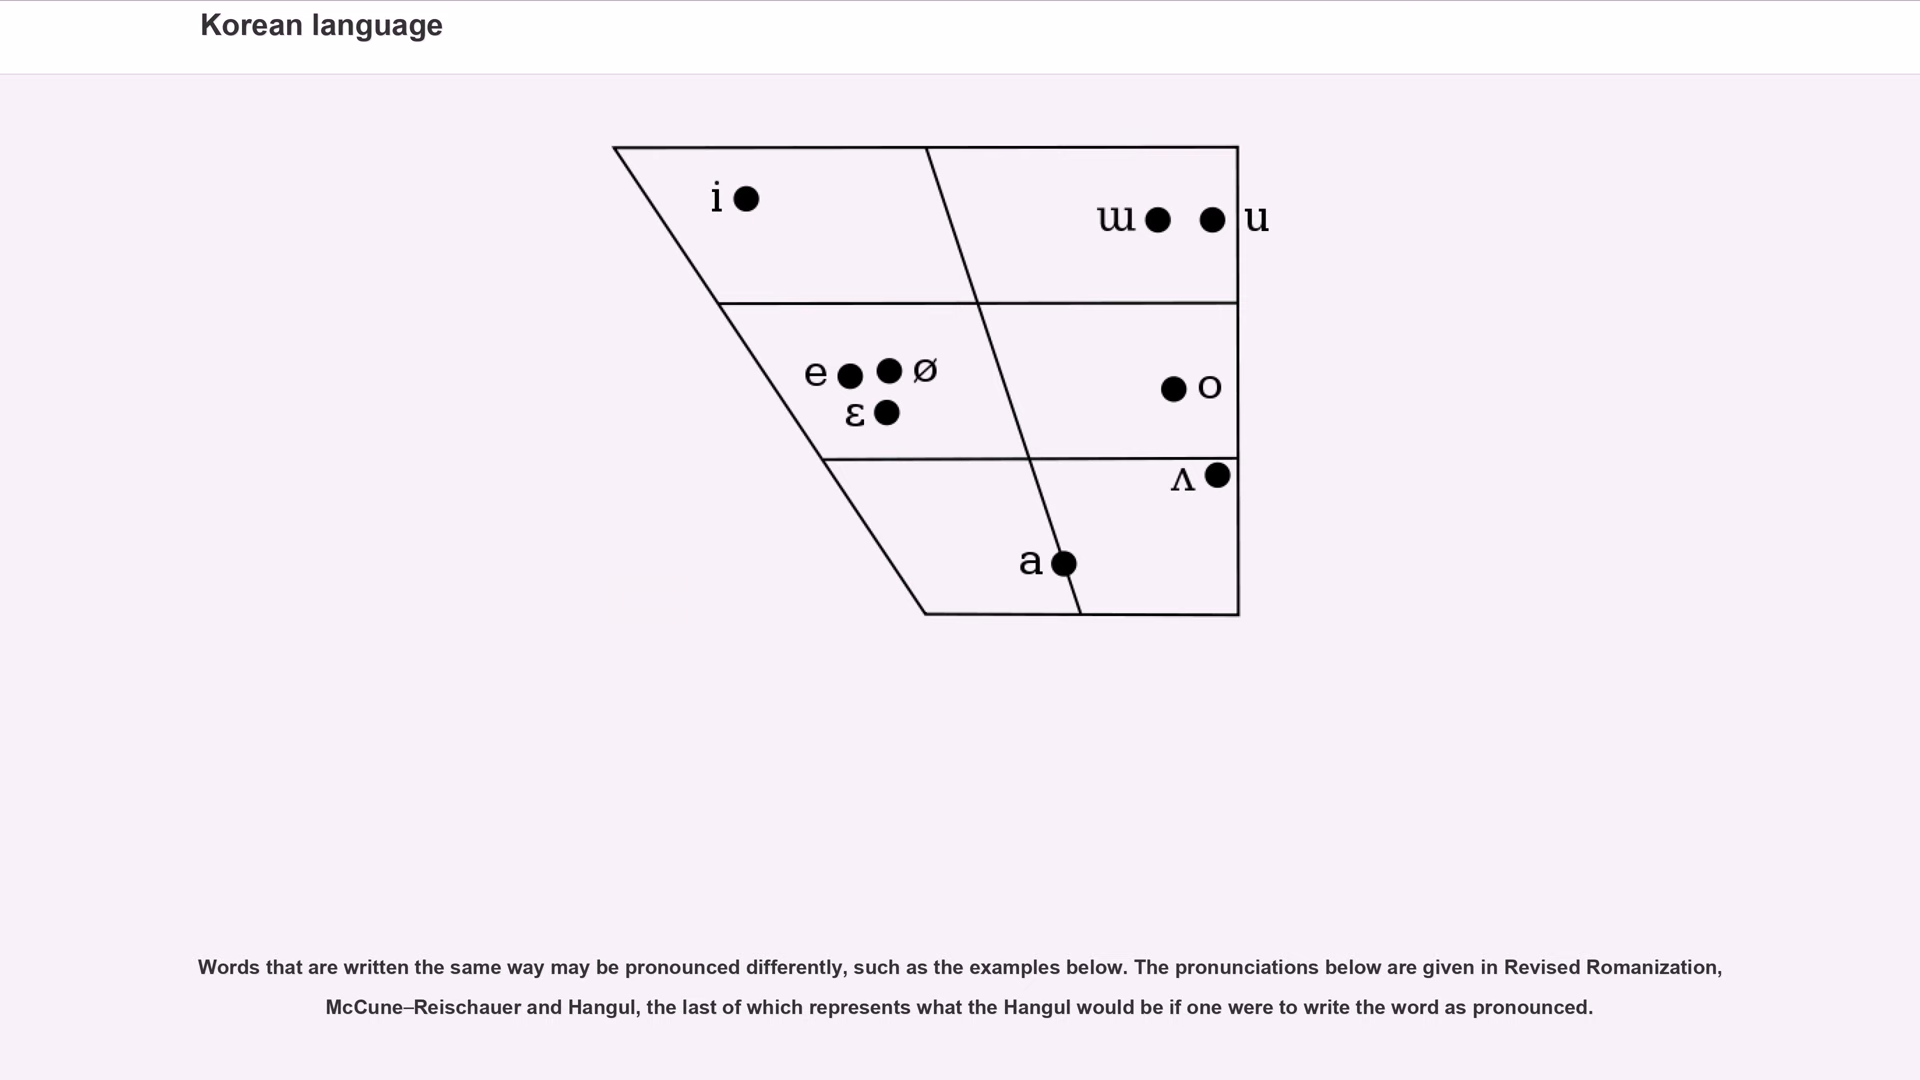 Korean language
i
ɯ u
e ø
ɛ
o
ʌ
a
Words that are written the same way may be pronounced differently, such as the examples below. The pronunciations below are given in Revised Romanization,
McCune–Reischauer and Hangul, the last of which represents what the Hangul would be if one were to write the word as pronounced.